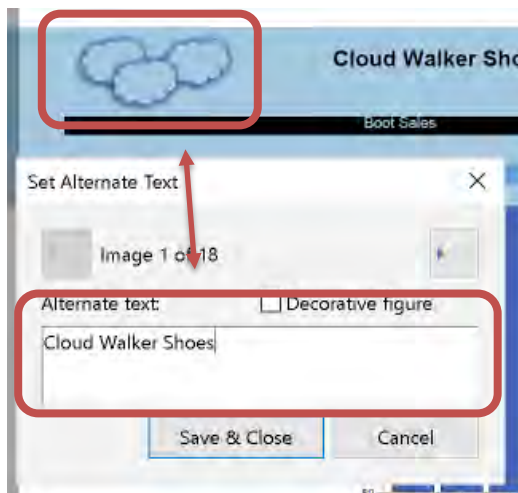 Cloud Walker Sho
Boot Sales
Set Alternate Text
Image 1 of 18
Alternate text:
Decorative figure
Cloud Walker Shoes
Save & Close
Cancel